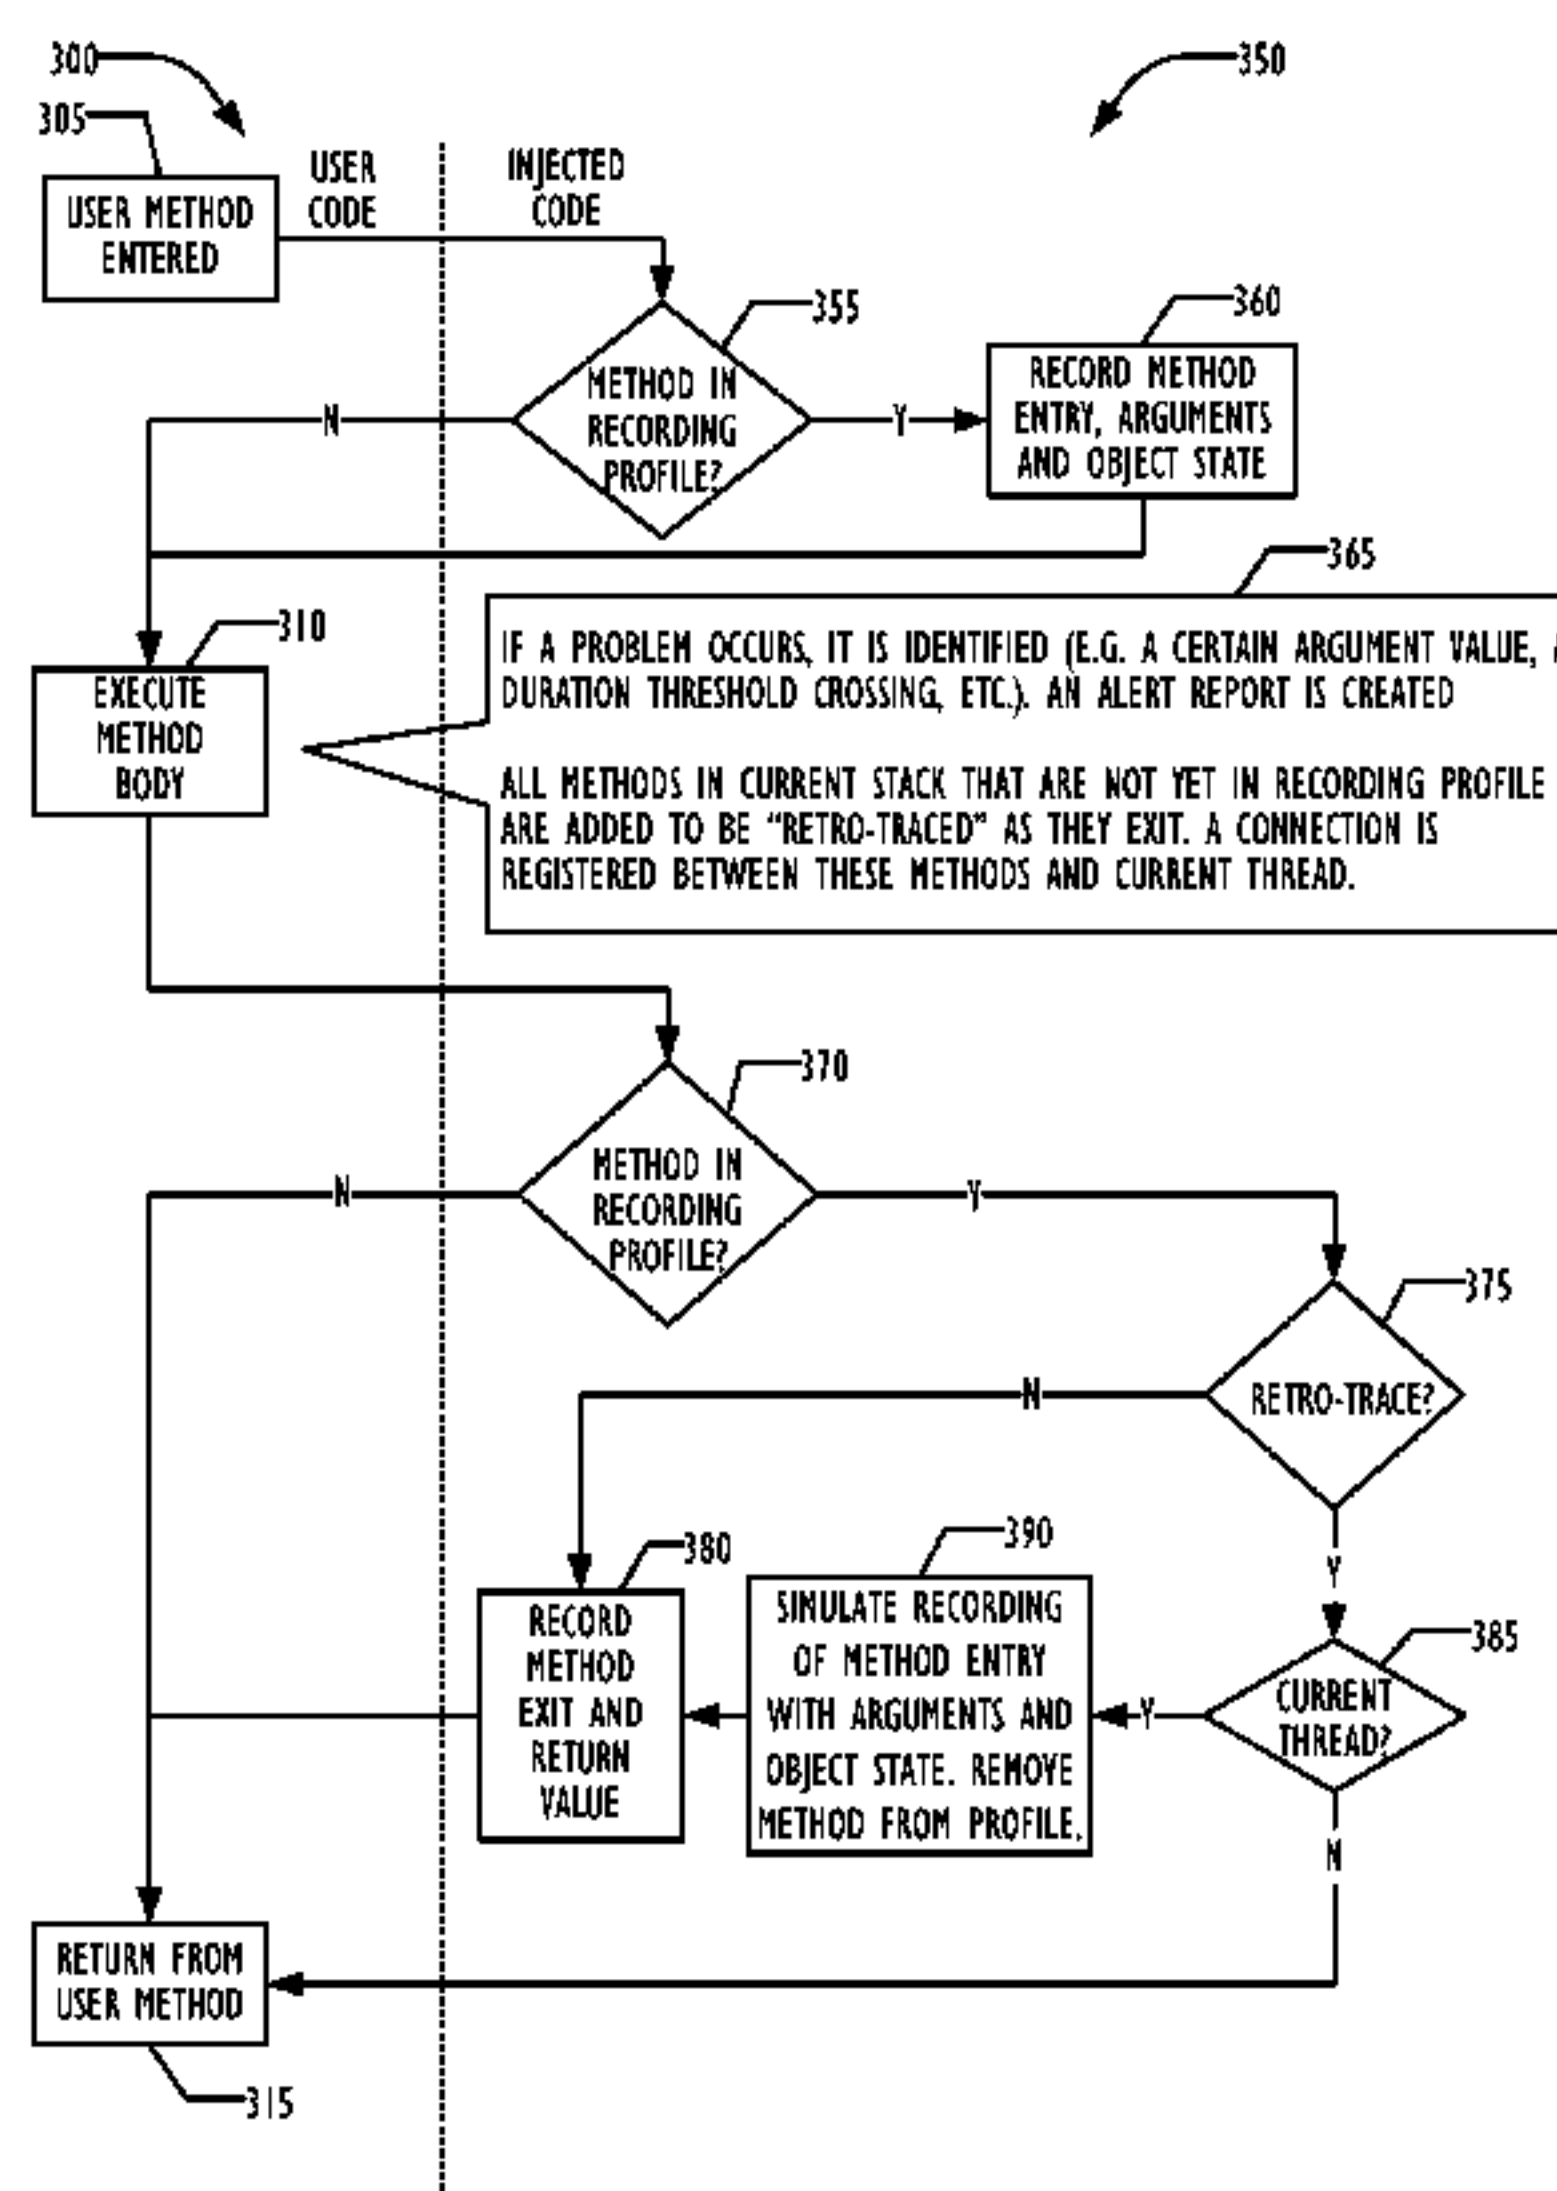 300
350
305
USER
CODE
INJECTED
CODE
USER METHOD
ENTERED
355
360
METHOD IN
RECORDING
PROFILE?
N
Y
RECORD METHOD
ENTRY, ARGUMENTS
AND OBJECT STATE
365
310
EXECUTE
METHOD
BODY
IF A PROBLEM OCCURS, IT IS IDENTIFIED (E.G. A CERTAIN ARGUMENT VALUE,
DURATION THRESHOLD CROSSING, ETC.). AN ALERT REPORT IS CREATED
ALL METHODS IN CURRENT STACK THAT ARE NOT YET IN RECORDING PROFILE
ARE ADDED TO BE “RETRO-TRACED” AS THEY EXIT. A CONNECTION IS
REGISTERED BETWEEN THESE METHODS AND CURRENT THREAD.
370
METHOD IN
RECORDING
PROFILE?
N
Y
375
RETRO-TRACE?
N
Y
380
390
385
RECORD
METHOD
EXIT AND
RETURN
VALUE
SIMULATE RECORDING
OF METHOD ENTRY
WITH ARGUMENTS AND
OBJECT STATE. REMOVE
METHOD FROM PROFILE.
Y
CURRENT
THREAD?
N
RETURN FROM
USER METHOD
315